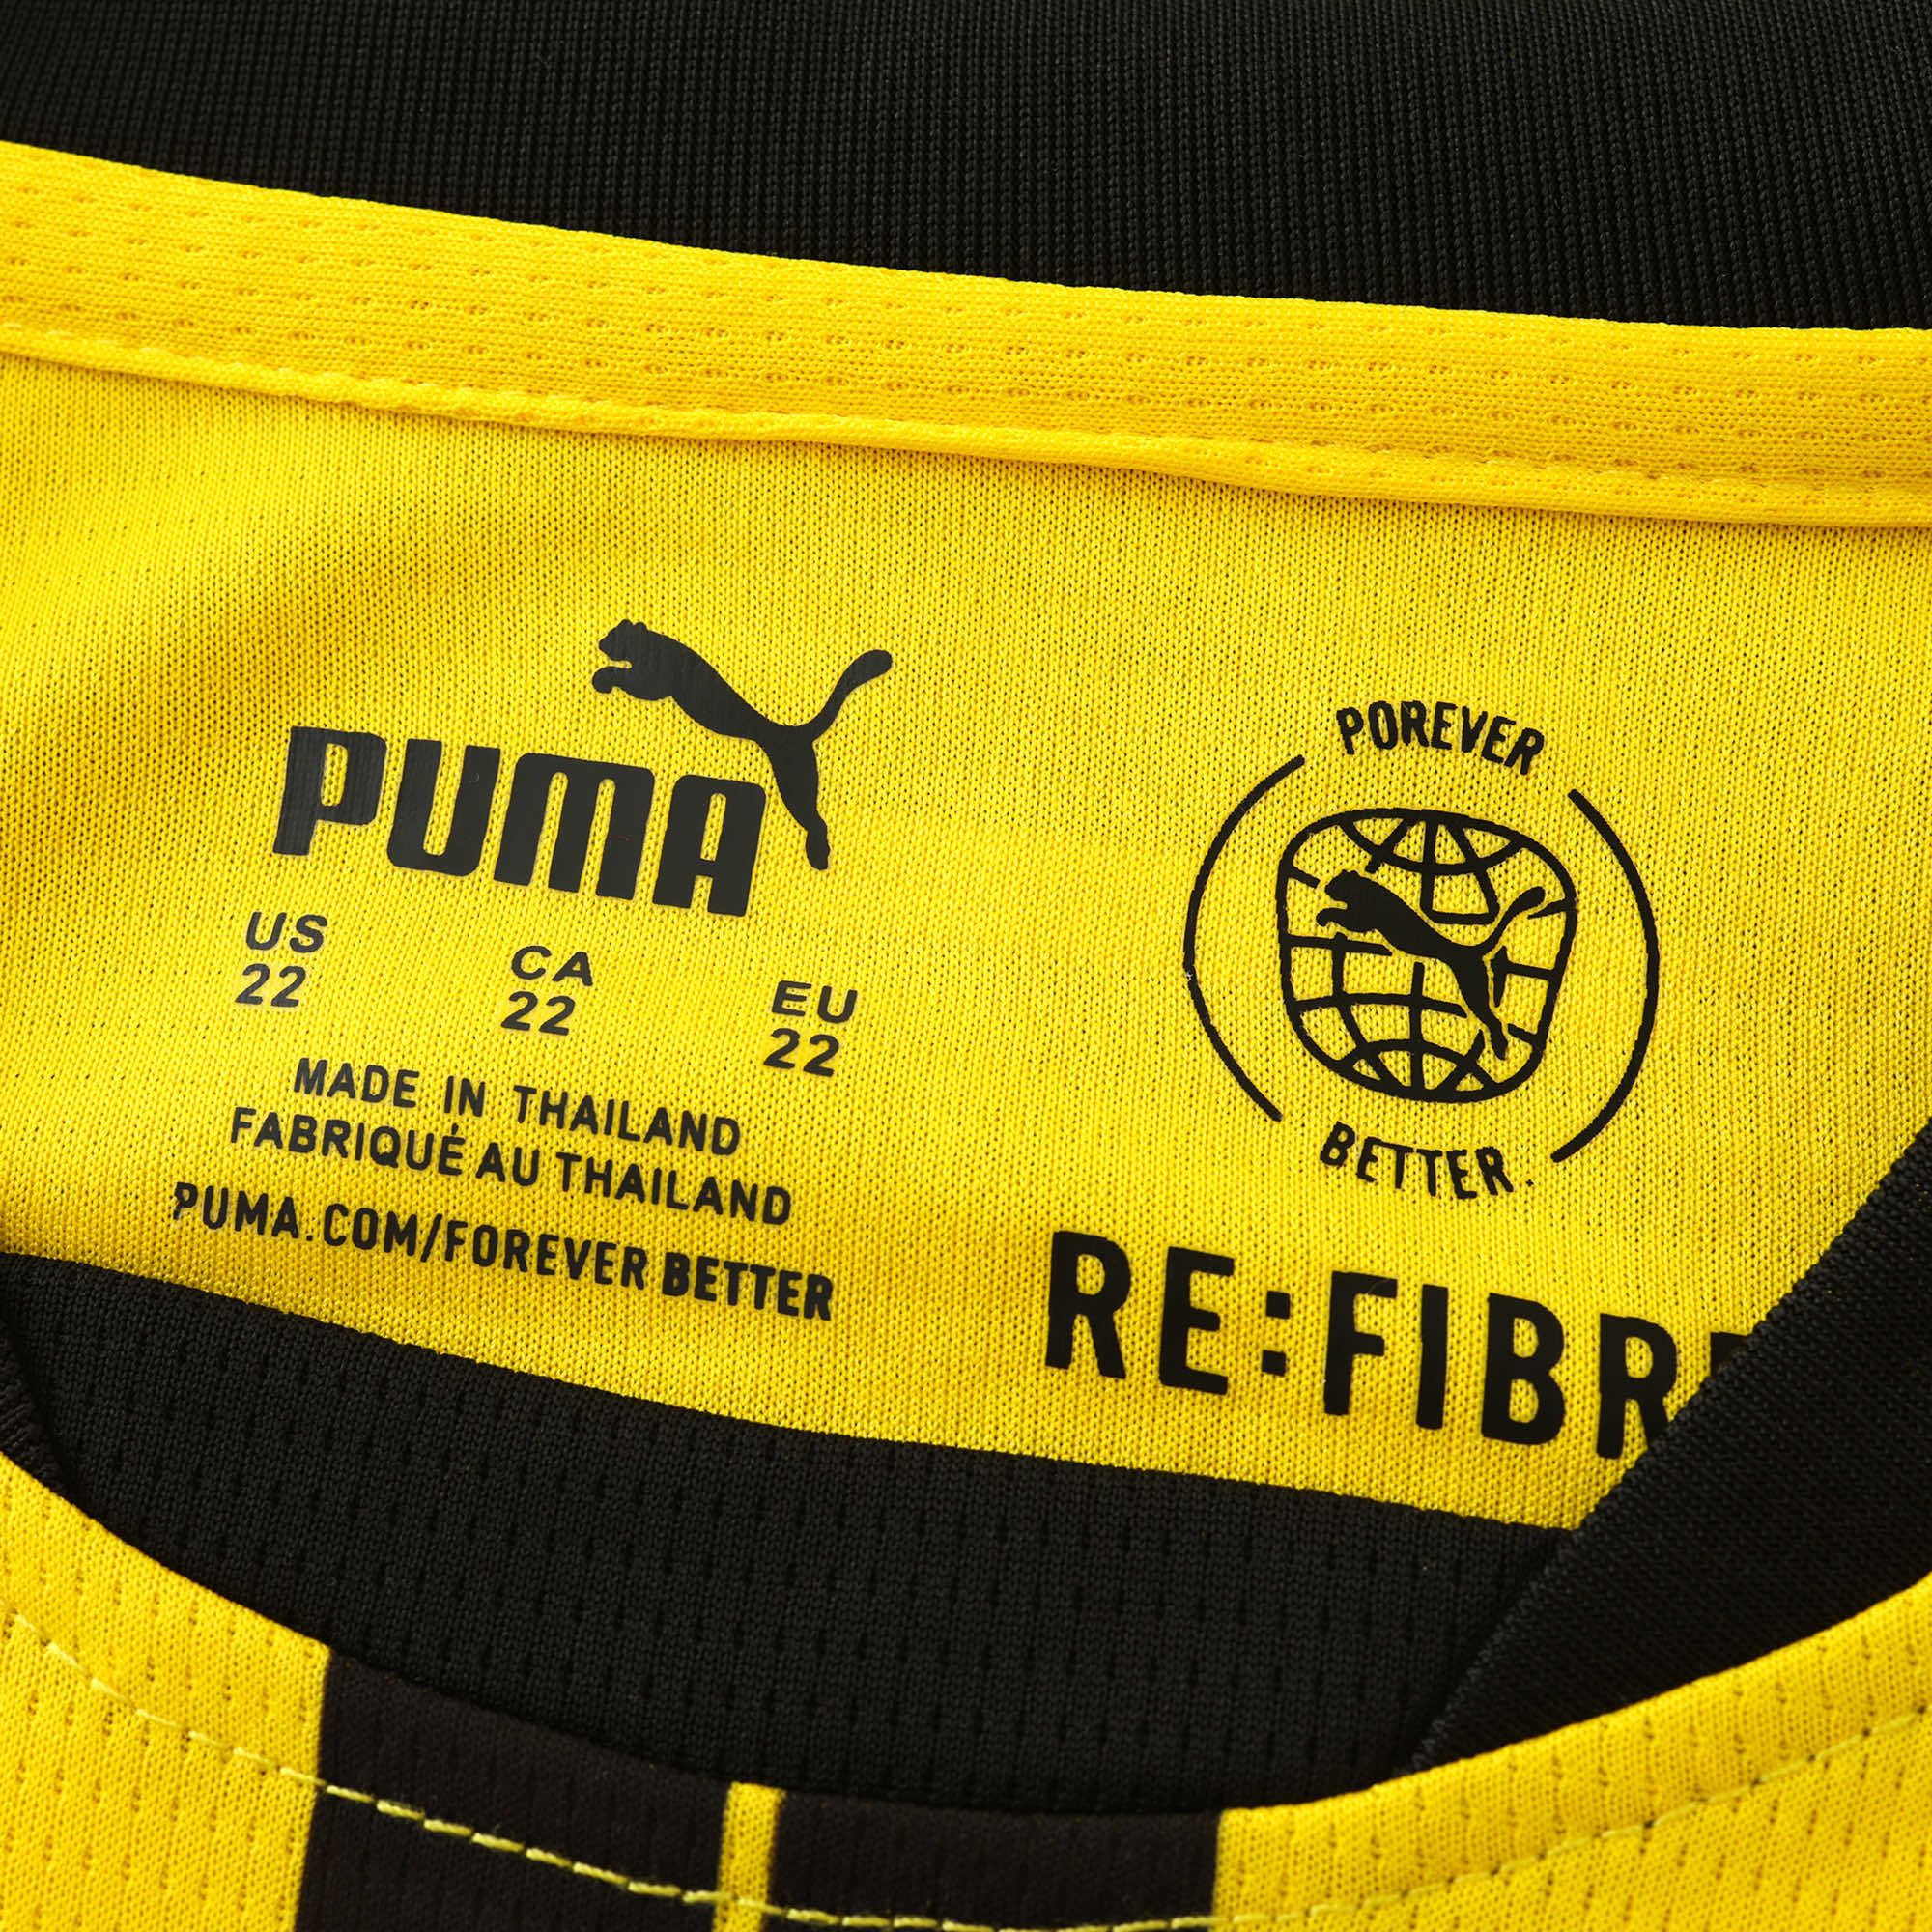 PUMA
US CA EU
22 22 22
MADE IN THAILAND
FABRIQUÉ AU THAILAND
PUMA.COM/FOREVER BETTER
POREVER
BETTER.
RE:FIBR